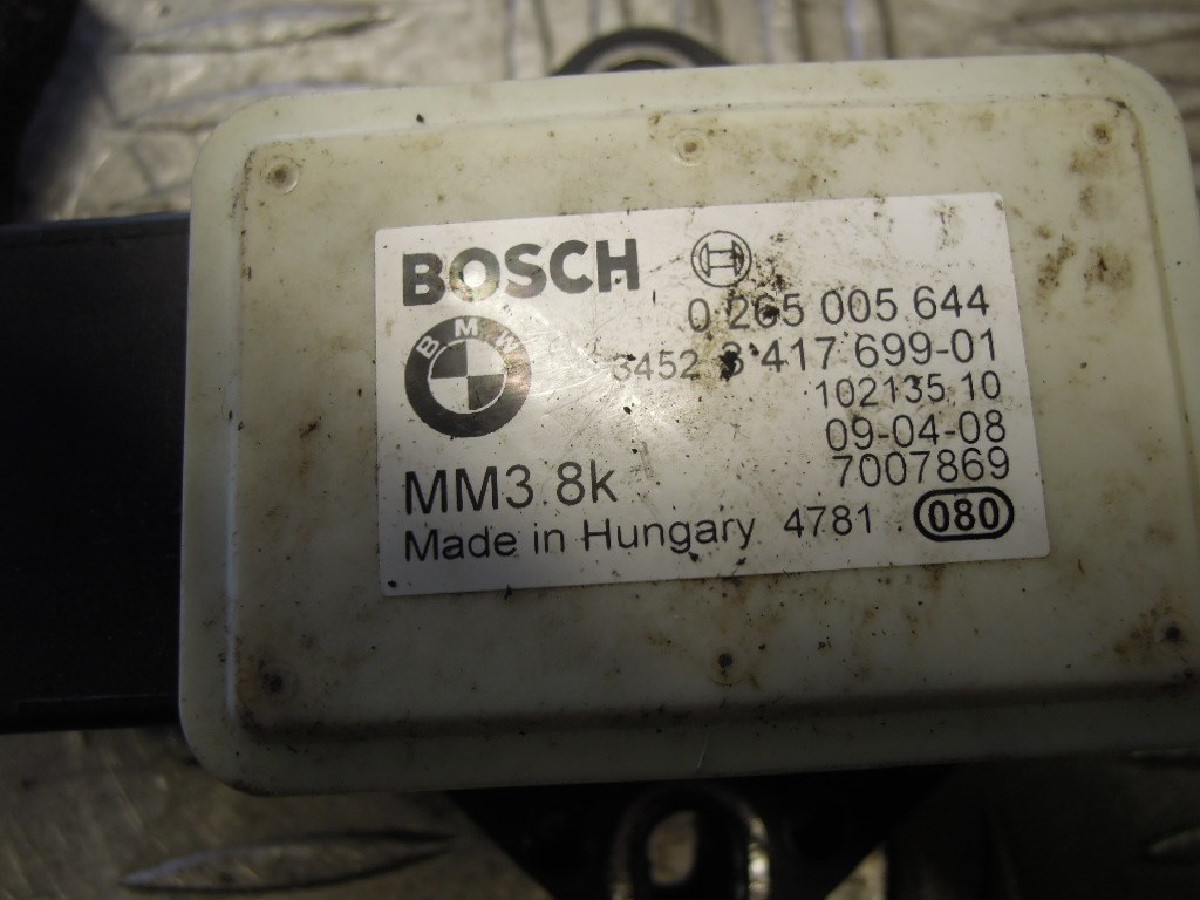 BOSCH
0 265 005 644
BMW
3452 3 417 699-01
102135 10
09-04-08
MM3.8k
7007869
Made in Hungary 4781 080